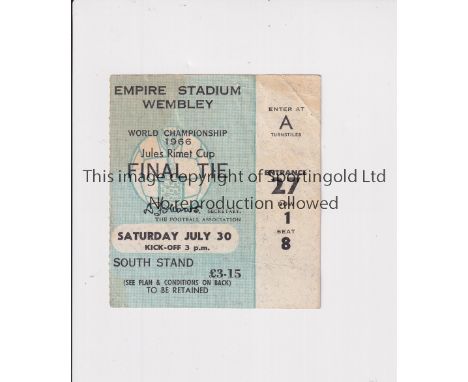 EMPIRE STADIUM
WEMBLEY
WORLD CHAMPIONSHIP
1966
Jules Rimet Cup
FINAL TIE
SECRETARY.
THE FOOTBALL ASSOCIATION
SATURDAY JULY 30
KICK-OFF 3 p.m.
SOUTH STAND
£3-15
(SEE PLAN & CONDITIONS ON BACK)
TO BE RETAINED
ENTER AT
A
TURNSTILES
ENTRANCE
27
1
SEAT
8
This image copyright of Sportingold Ltd
No reproduction allowed